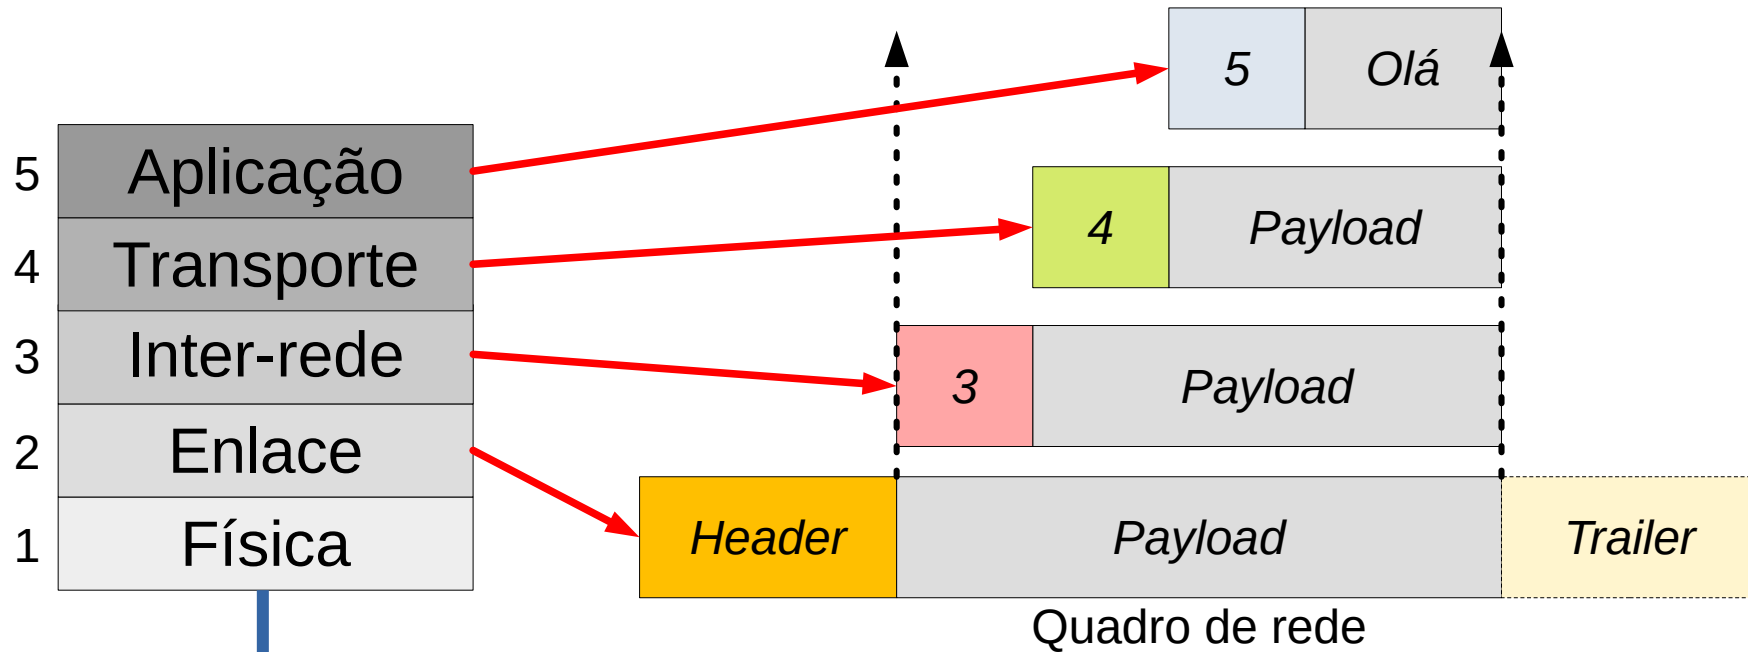 5 Olá
5 Aplicação
4 Payload
4 Transporte
3 Inter-rede
3 Payload
2 Enlace
1 Física
Header Payload Trailer
Quadro de rede